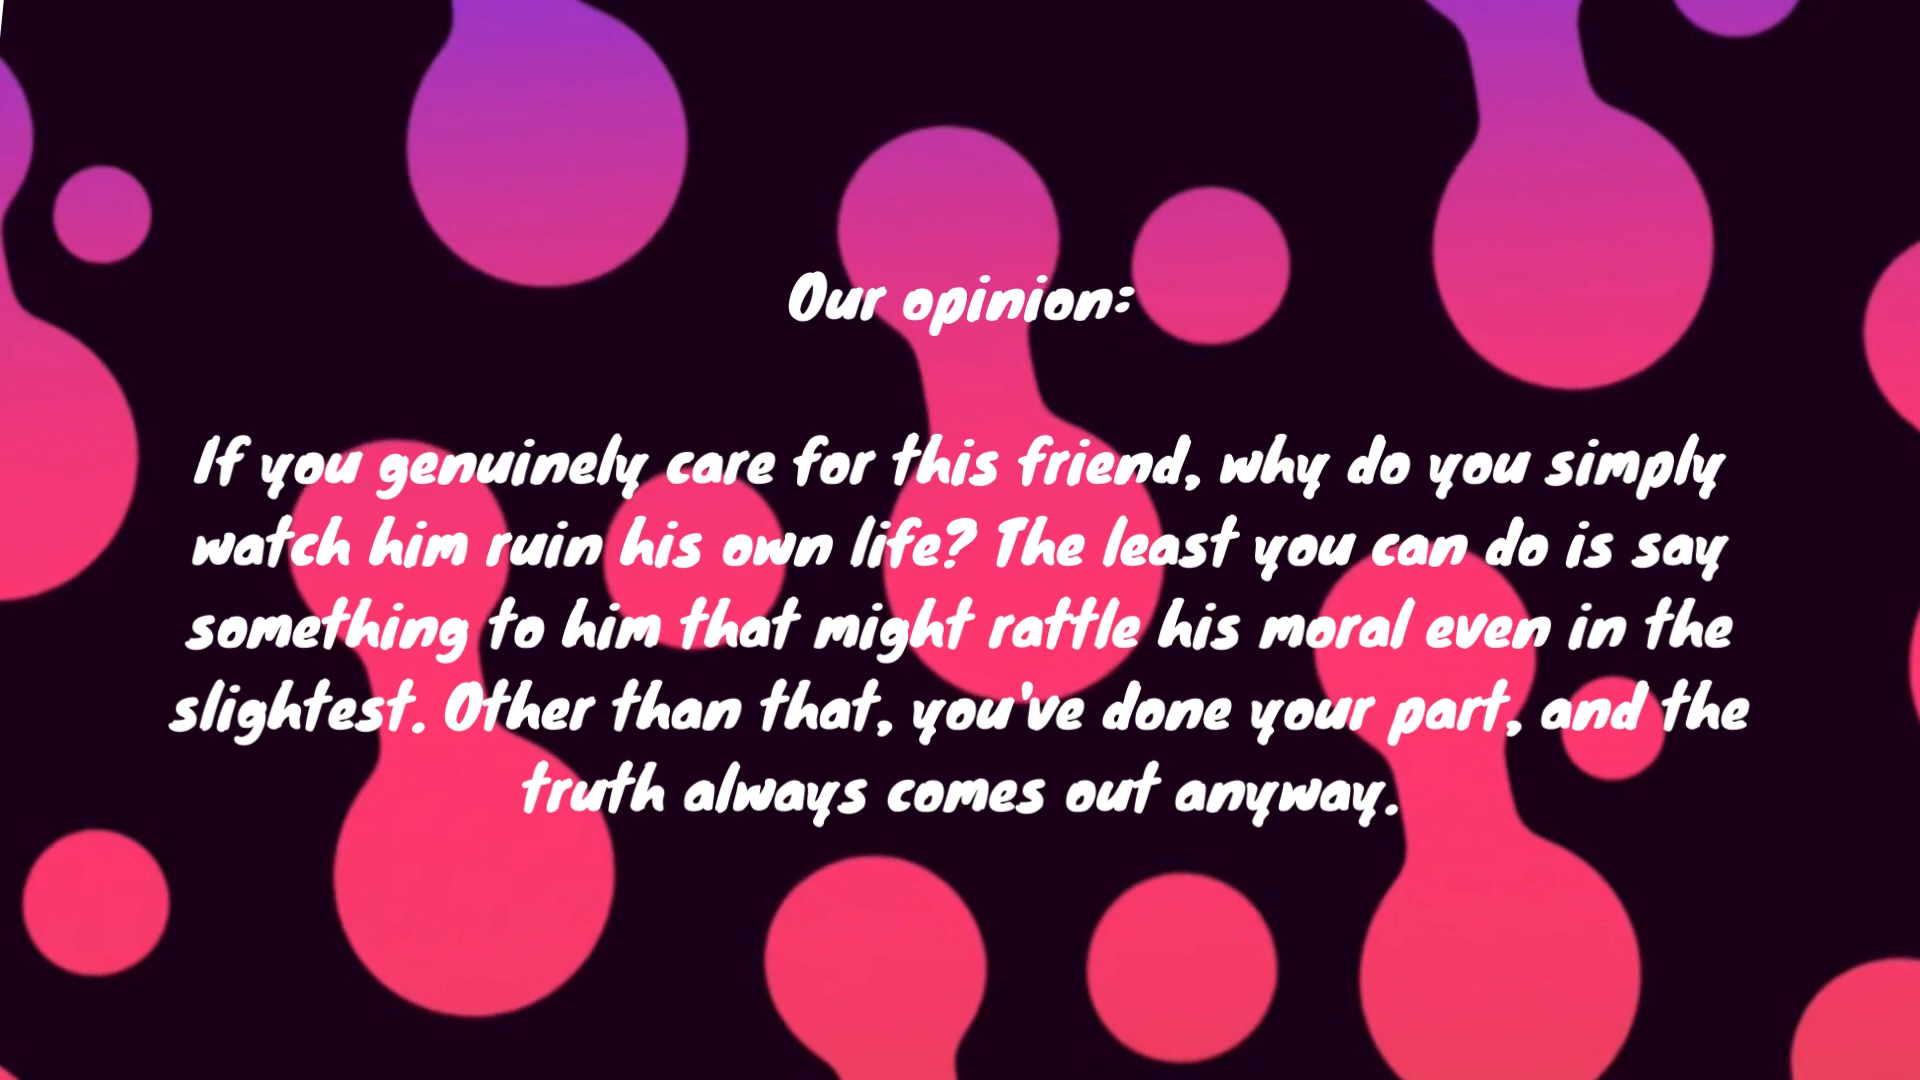 Our opinion:
If you genuinely care for this friend, why do you simply
watch him ruin his own life? The least you can do is say
something to him that might rattle his moral even in the
slightest. Other than that, you've done your part, and the
truth always comes out anyway.